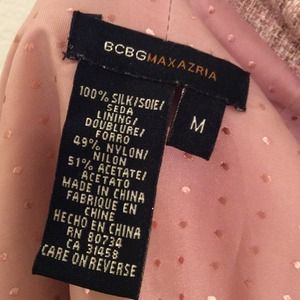 BCBGMAXAZRIA
M
100% SILK/SOIE/
SEDA
LINING/
DOUBLURE/
FORRO
49% NYLON/
NILON
51% ACETATE/
ACETATO
MADE IN CHINA
FABRIQUE EN
CHINE
HECHO EN CHINA
RN 80734
CA 31458
CARE ON REVERSE